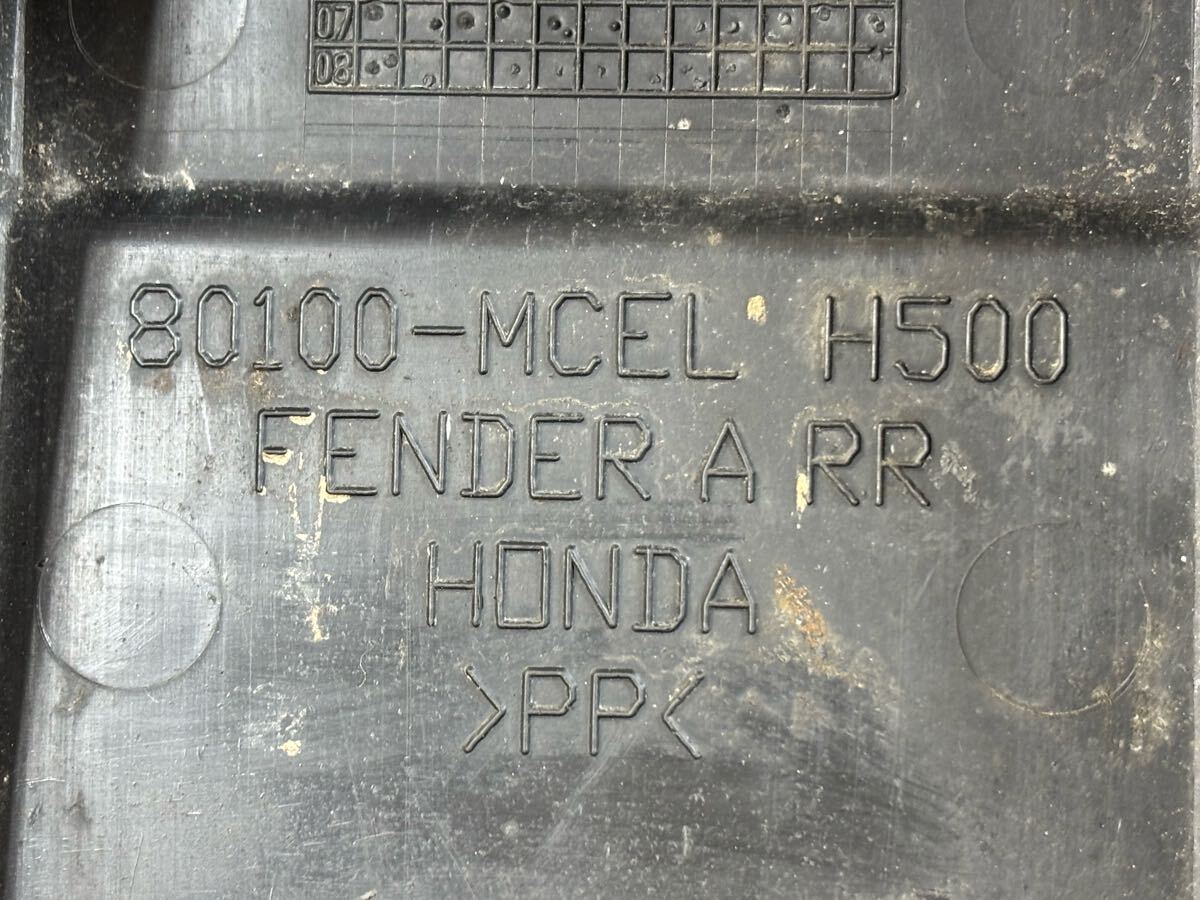 07
08
80100-MCEL H500
FENDER A RR
HONDA
>PP<